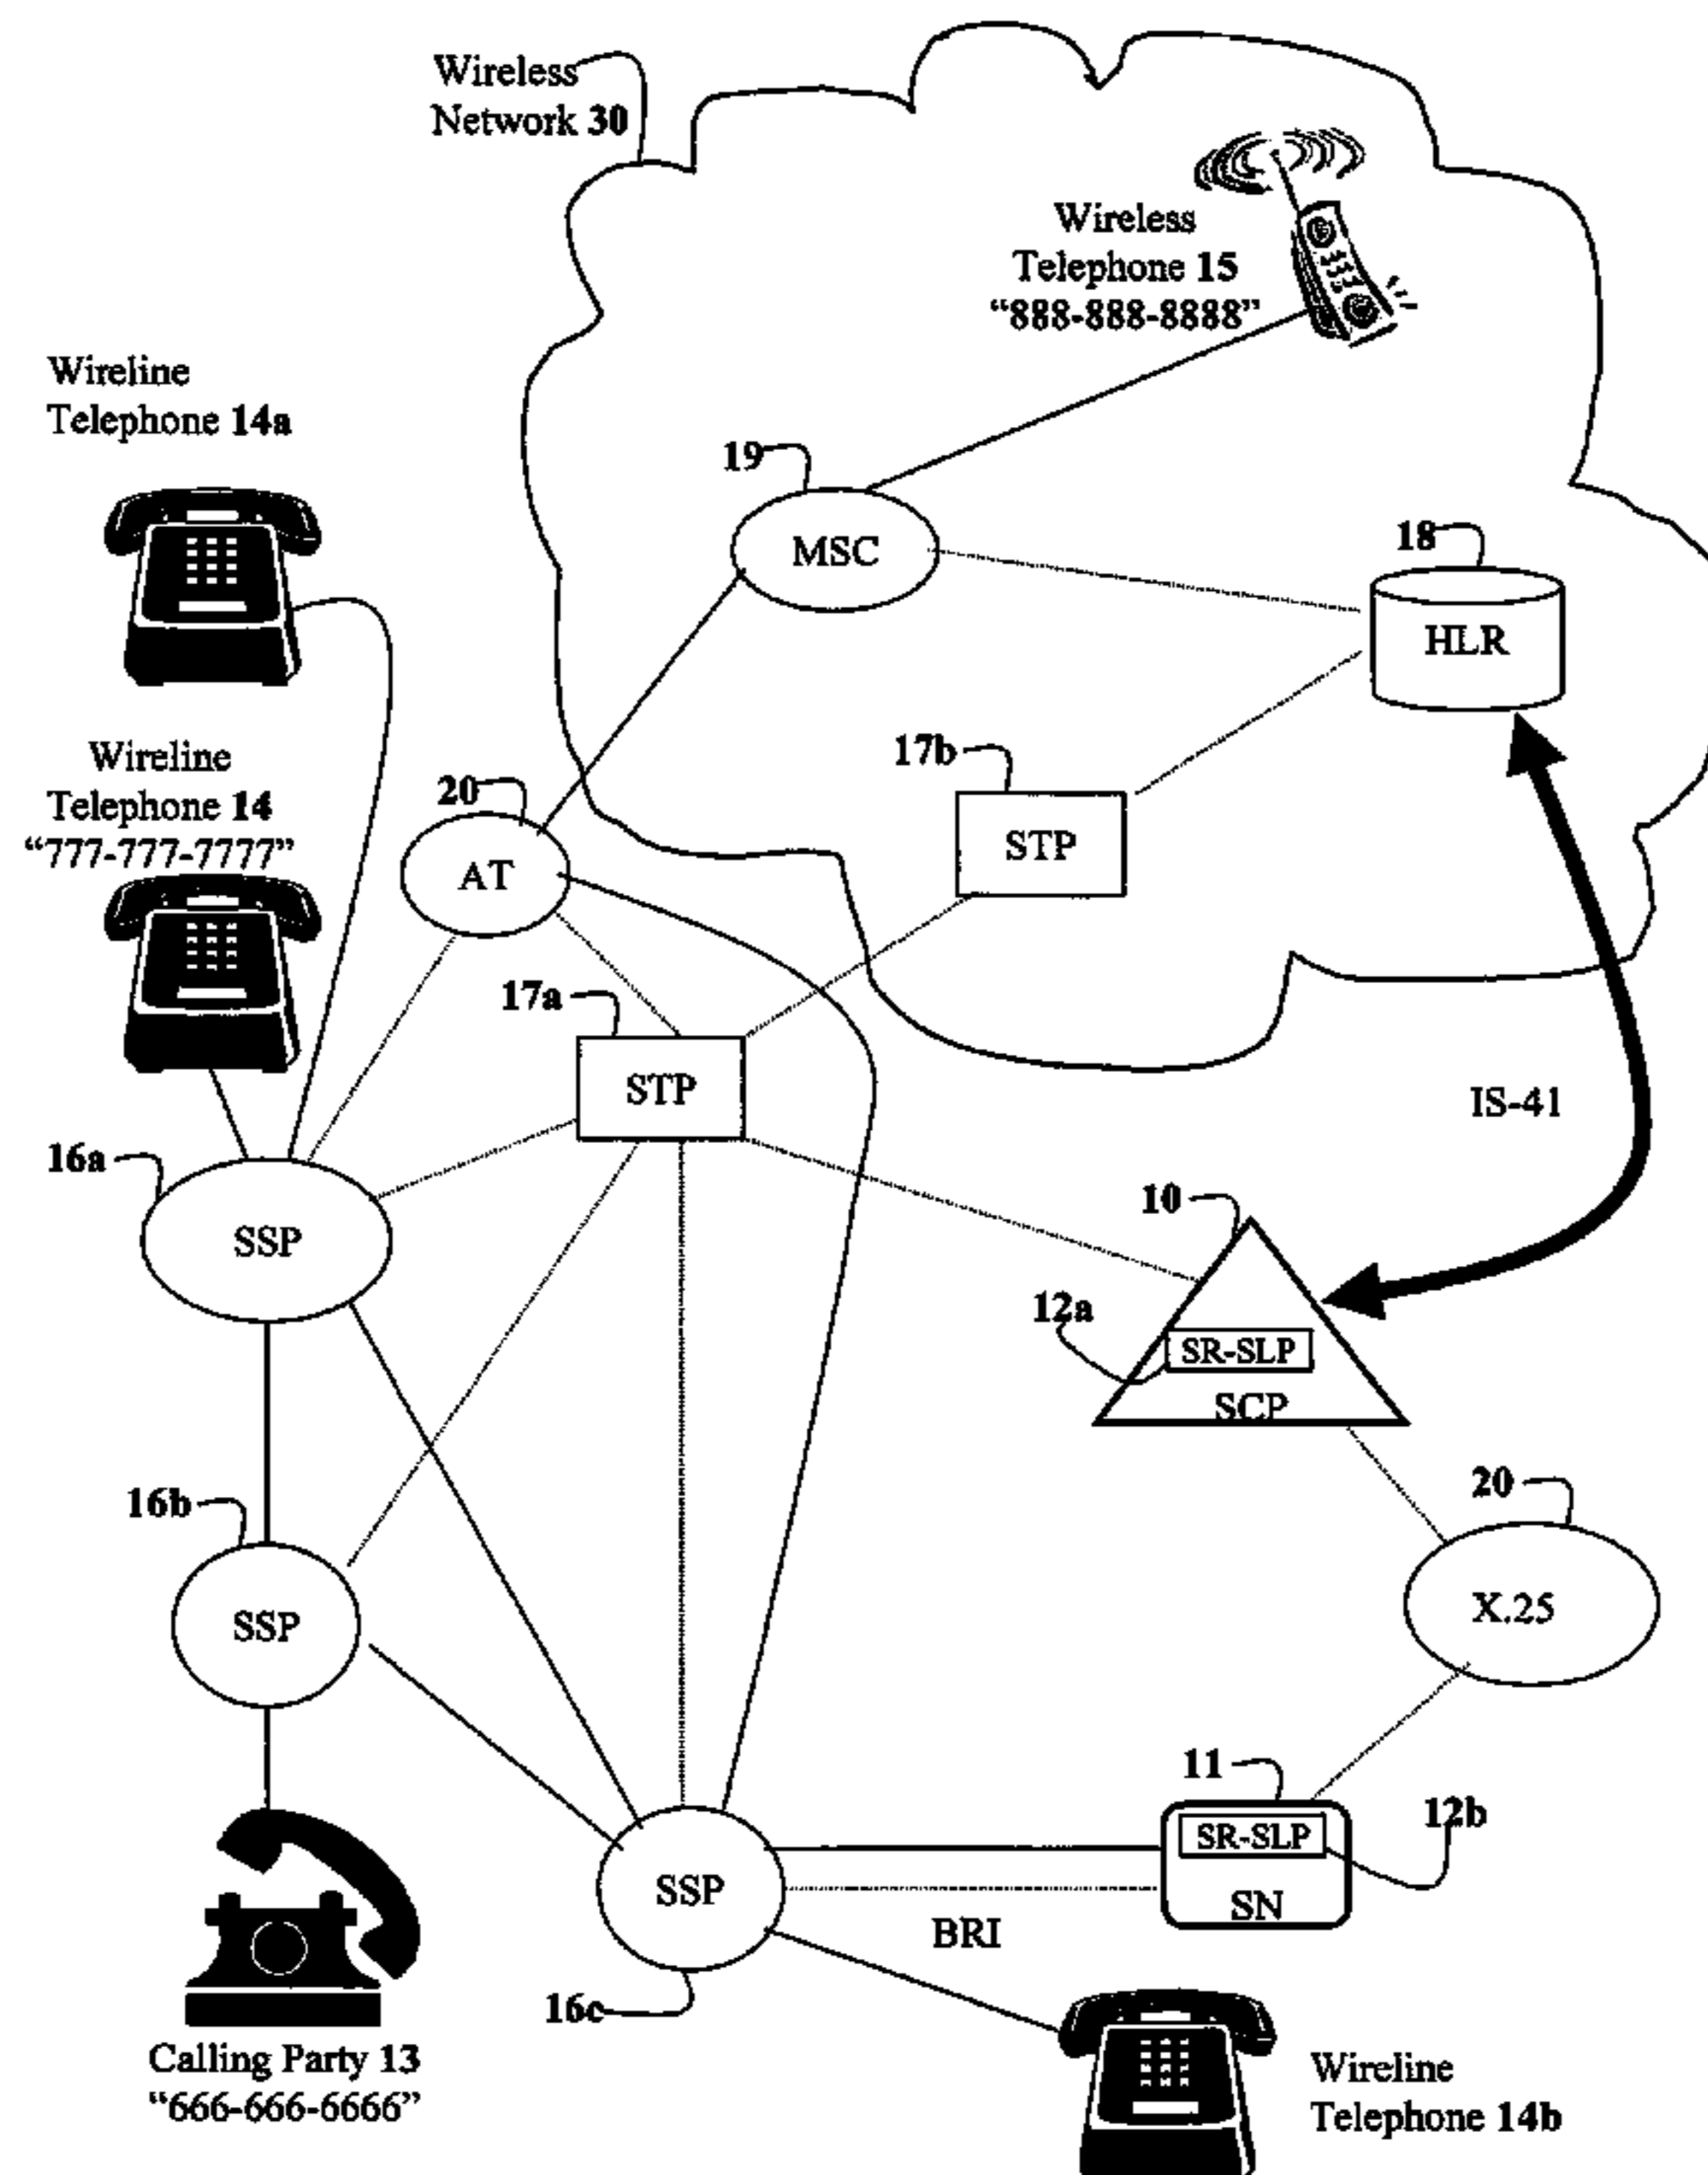 Wireless
Network 30
Wireless
Telephone 15
“888-888-8888”
Wireline
Telephone 14a
19
MSC
18
HLR
Wireline
Telephone 14
“777-777-7777”
20
AT
17b
STP
17a
STP
IS-41
16a
SSP
10
12a
SR-SLP
SCP
16b
SSP
20
X.25
11
12b
SR-SLP
SN
SSP
BRI
16c
Calling Party 13
“666-666-6666”
Wireline
Telephone 14b